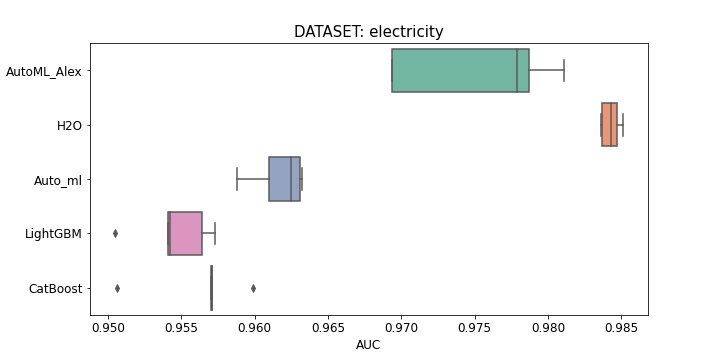 DATASET: electricity
AutoML_Alex
H2O
Auto_ml
LightGBM
CatBoost
0.950 0.955 0.960 0.965 0.970 0.975 0.980 0.985
AUC